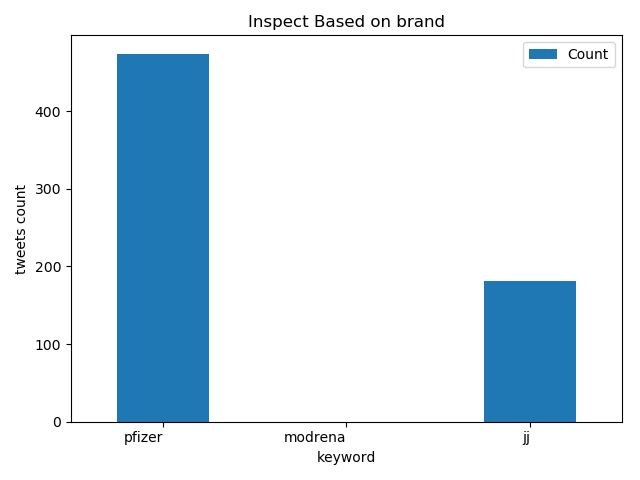 Inspect Based on brand
Count
tweets count
400
300
200
100
0
pfizer modrena jj
keyword